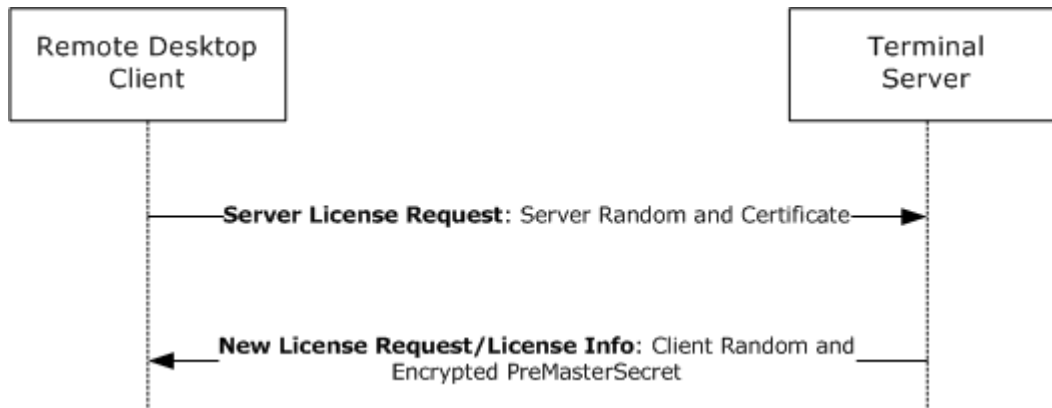 Remote Desktop
Client
Terminal
Server
Server License Request: Server Random and Certificate
New License Request/License Info: Client Random and
Encrypted PreMasterSecret